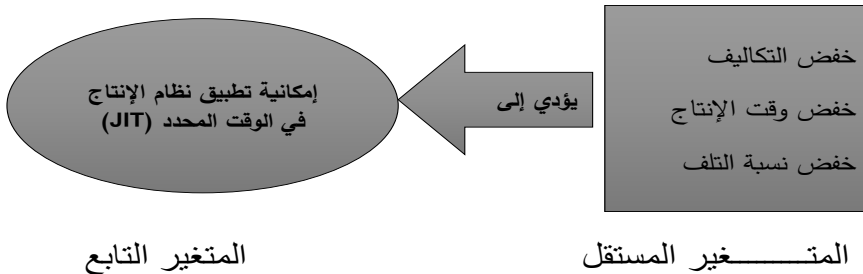 خفض التكاليف
خفض وقت الإنتاج
خفض نسبة التلف
يؤدي إلى
إمكانية تطبيق نظام الإنتاج
في الوقت المحدد (JIT)
المتـــــــــغير المستقل
المتغير التابع